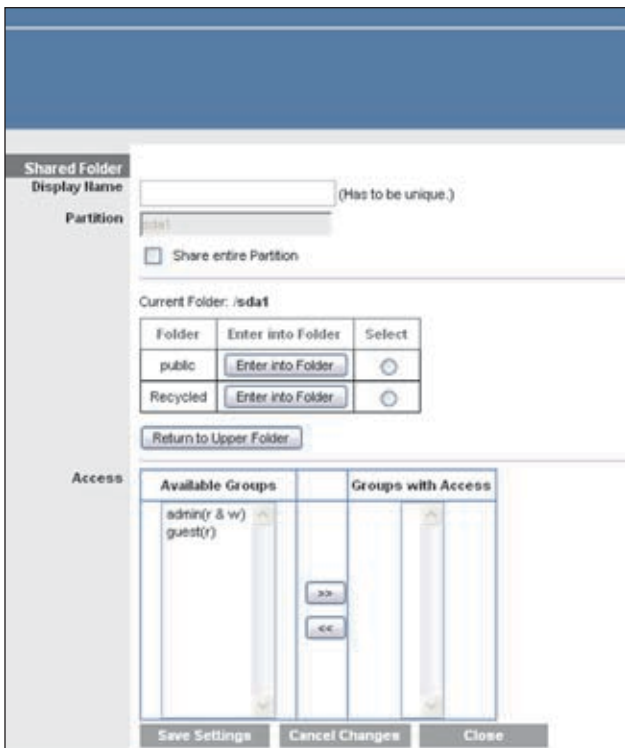 Shared Folder
Display Name (Has to be unique.)
Partition sda1
Share entire Partition
Current Folder: /sda1
Folder Enter into Folder Select
public Enter into Folder
Recycled Enter into Folder
Return to Upper Folder
Access
Available Groups Groups with Access
admin(r & w)
guest(r)
>>
<<
Save Settings Cancel Changes Close